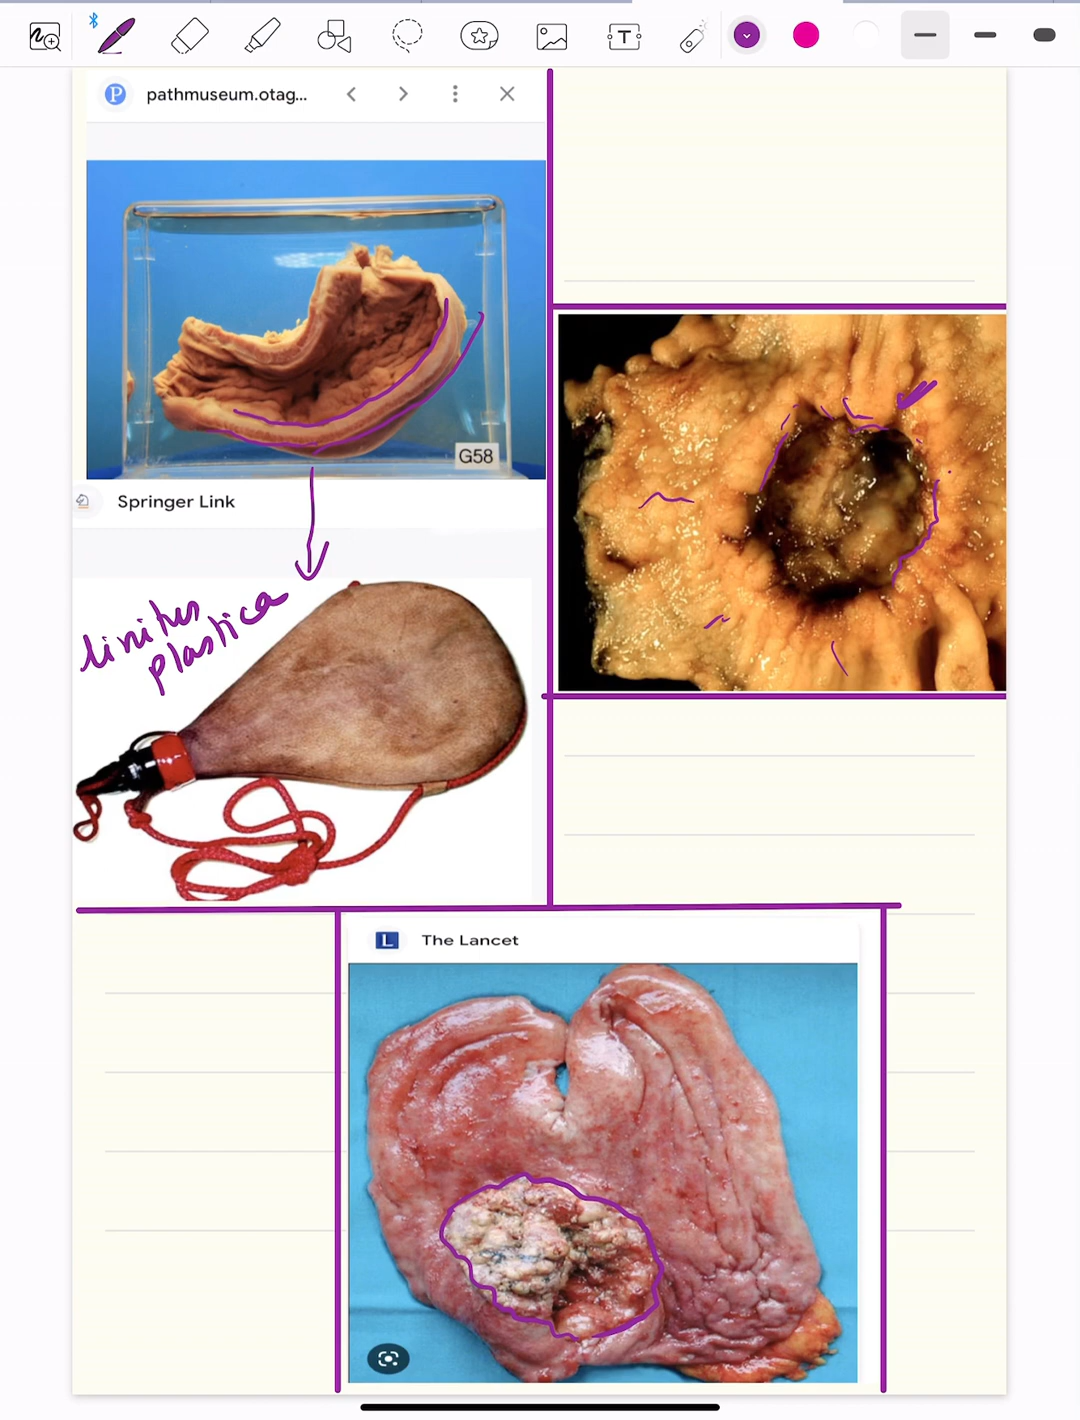 pathmuseum.otag...
G58
Springer Link
linitus
plastica
The Lancet